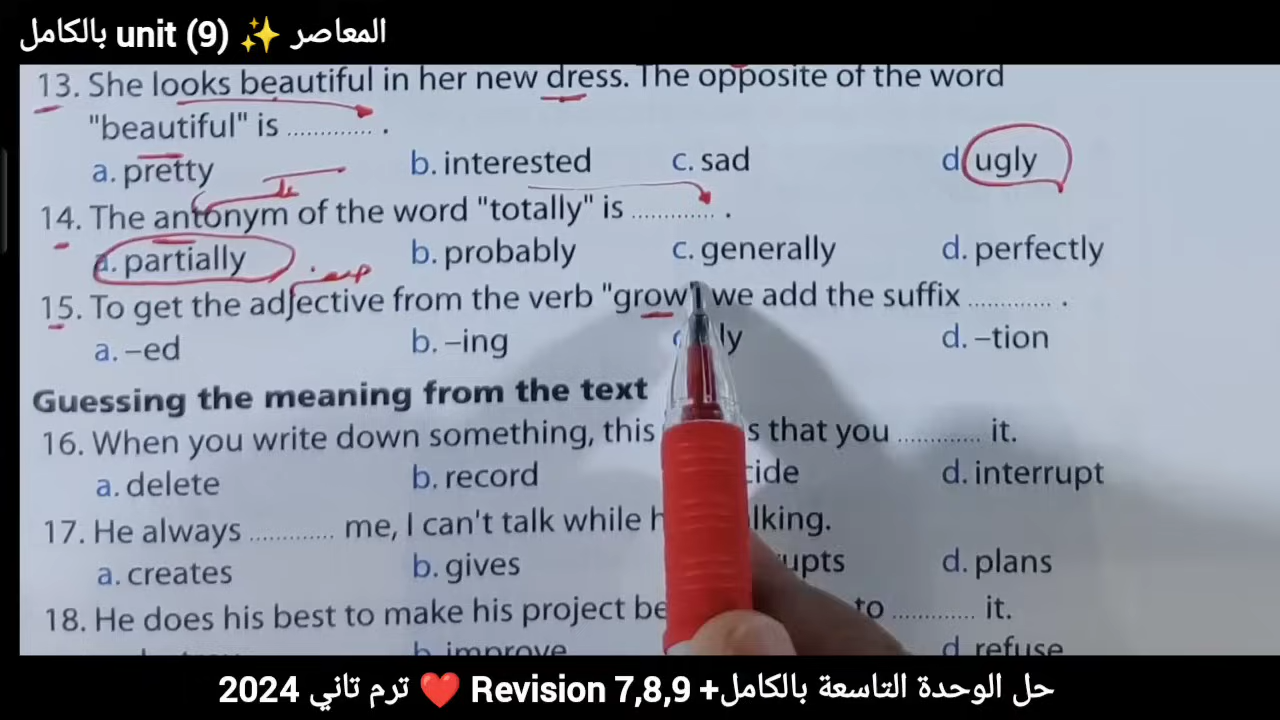 المعاصر ✨ unit (9) بالكامل
13. She looks beautiful in her new dress. The opposite of the word
"beautiful" is ............. .
a. pretty b. interested c. sad d. ugly
14. The antonym of the word "totally" is ............. .
a. partially b. probably c. generally d. perfectly
15. To get the adjective from the verb "grow" we add the suffix ............. .
a. –ed b. –ing ly d. –tion
Guessing the meaning from the text
16. When you write down something, this s that you ............. it.
a. delete b. record cide d. interrupt
17. He always ............. me, I can't talk while h lking.
a. creates b. gives upts d. plans
18. He does his best to make his project be to ............. it.
b. improve d. refuse
حل الوحدة التاسعة بالكامل+ Revision 7,8,9 ❤️ ترم تاني 2024